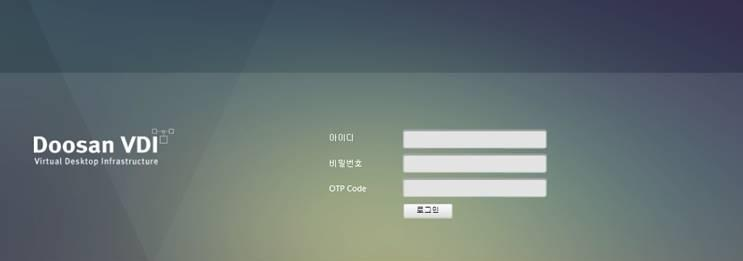 Doosan VDI
Virtual Desktop Infrastructure
아이디
비밀번호
OTP Code
로그인